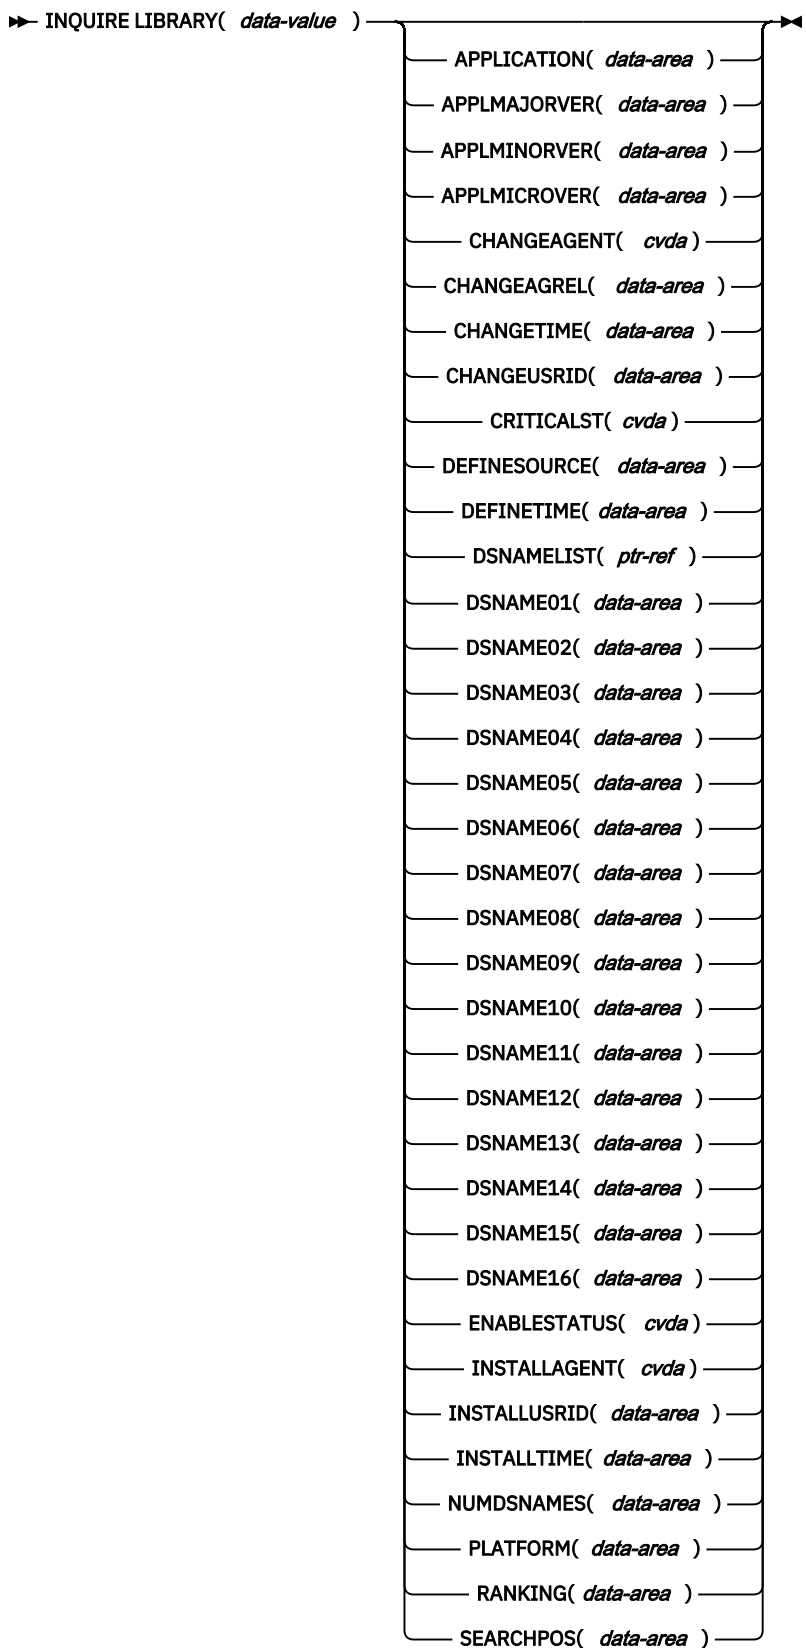 INQUIRE LIBRARY( data-value )
APPLICATION( data-area )
APPLMAJORVER( data-area )
APPLMINORVER( data-area )
APPLMICROVER( data-area )
CHANGEAGENT( cvda )
CHANGEAGREL( data-area )
CHANGETIME( data-area )
CHANGEUSRID( data-area )
CRITICALST( cvda )
DEFINESOURCE( data-area )
DEFINETIME( data-area )
DSNAMELIST( ptr-ref )
DSNAME01( data-area )
DSNAME02( data-area )
DSNAME03( data-area )
DSNAME04( data-area )
DSNAME05( data-area )
DSNAME06( data-area )
DSNAME07( data-area )
DSNAME08( data-area )
DSNAME09( data-area )
DSNAME10( data-area )
DSNAME11( data-area )
DSNAME12( data-area )
DSNAME13( data-area )
DSNAME14( data-area )
DSNAME15( data-area )
DSNAME16( data-area )
ENABLESTATUS( cvda )
INSTALLAGENT( cvda )
INSTALLUSRID( data-area )
INSTALLTIME( data-area )
NUMDSNAMES( data-area )
PLATFORM( data-area )
RANKING( data-area )
SEARCHPOS( data-area )